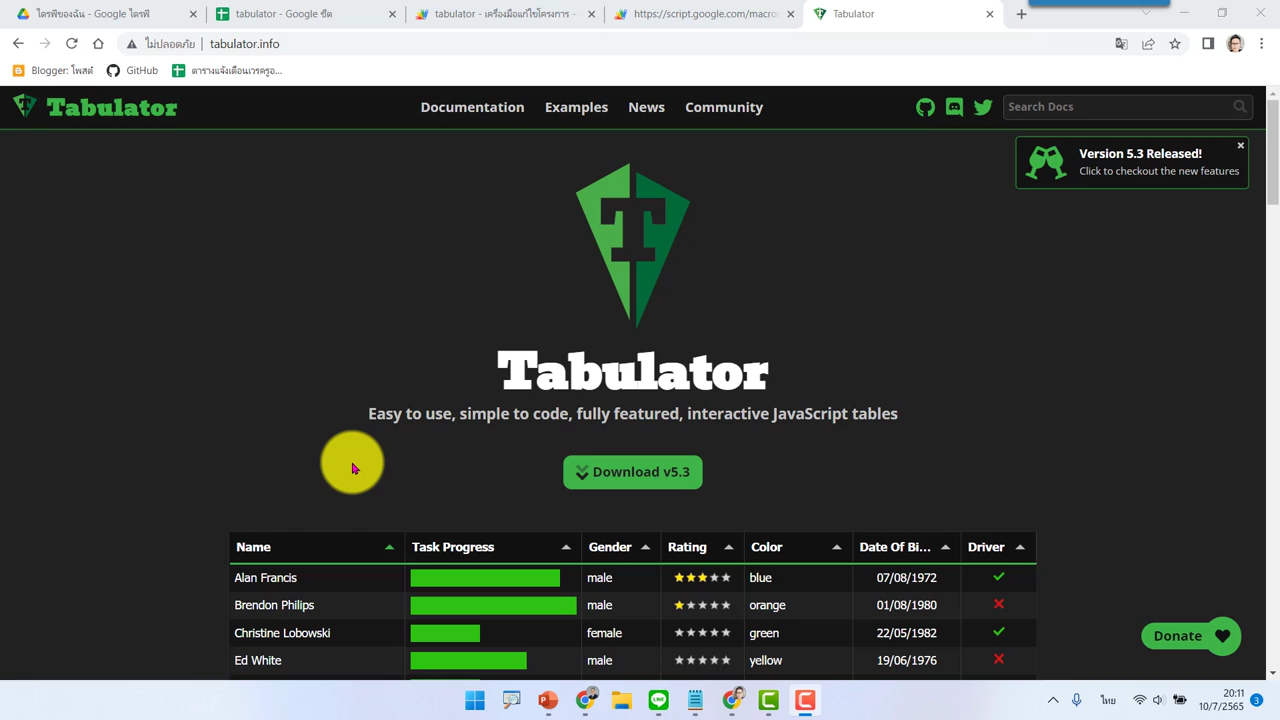 ไดรฟ์ของฉัน - Google ไดรฟ์
tabulator - Google ชีต
tabulator - เครื่องมือแก้ไขโครงการ -
https://script.google.com/macro
Tabulator
ไม่ปลอดภัย
tabulator.info
Blogger: โพสต์
GitHub
ตารางแจ้งเตือนเวรครูอ...
Tabulator
Documentation
Examples
News
Community
Search Docs
Version 5.3 Released!
Click to checkout the new features
T
Tabulator
Easy to use, simple to code, fully featured, interactive JavaScript tables
Download v5.3
Name Task Progress Gender Rating Color Date Of Bi... Driver
Alan Francis male blue 07/08/1972
Brendon Philips male orange 01/08/1980
Christine Lobowski female green 22/05/1982
Ed White male yellow 19/06/1976
Donate
ไทย
20:11
10/7/2565
3